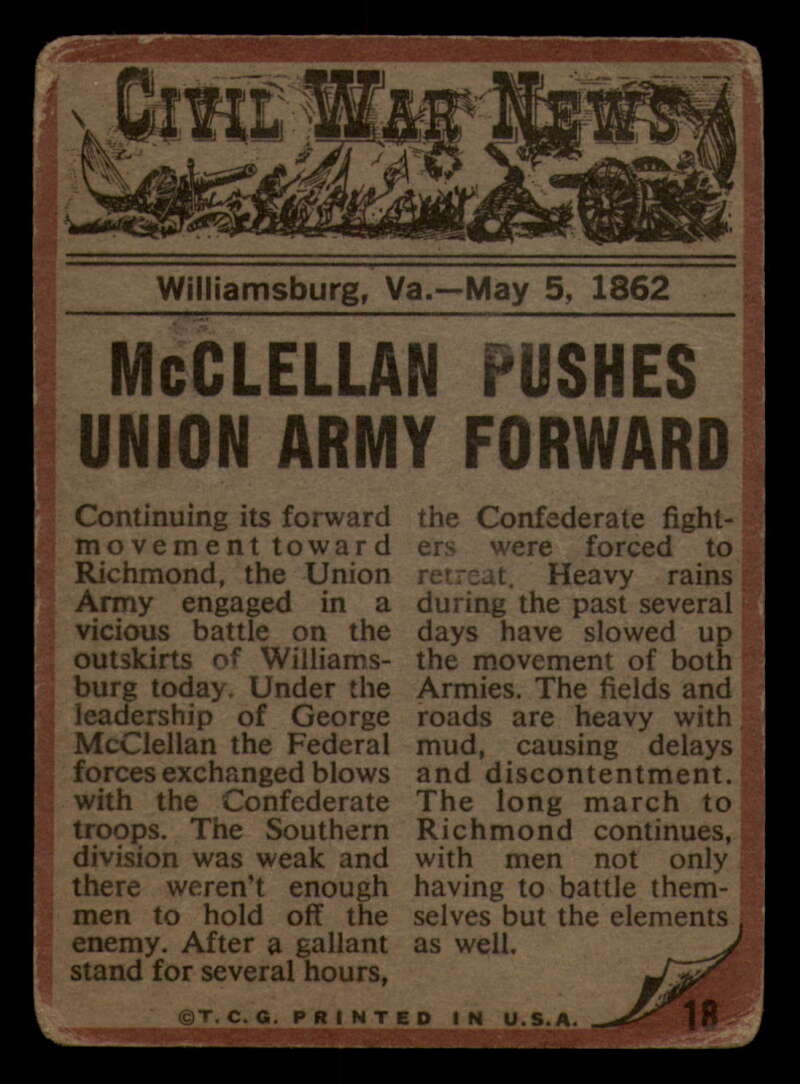 CIVIL WAR NEWS
Williamsburg, Va.—May 5, 1862
McCLELLAN PUSHES
UNION ARMY FORWARD
Continuing its forward
movement toward
Richmond, the Union
Army engaged in a
vicious battle on the
outskirts of Williams-
burg today. Under the
leadership of George
McClellan the Federal
forces exchanged blows
with the Confederate
troops. The Southern
division was weak and
there weren't enough
men to hold off the
enemy. After a gallant
stand for several hours,
the Confederate fight-
ers were forced to
retreat. Heavy rains
during the past several
days have slowed up
the movement of both
Armies. The fields and
roads are heavy with
mud, causing delays
and discontentment.
The long march to
Richmond continues,
with men not only
having to battle them-
selves but the elements
as well.
©T.C.G. PRINTED IN U.S.A.
18